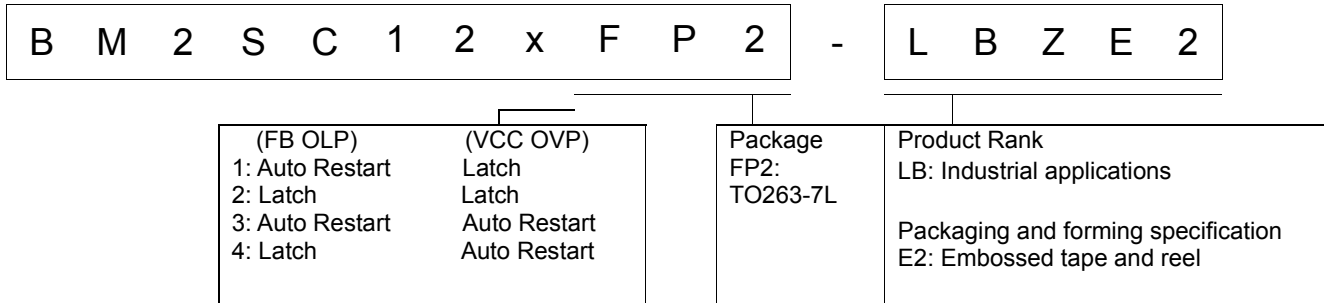 B M 2 S C 1 2 x F P 2 - L B Z E 2
(FB OLP) (VCC OVP)
1: Auto Restart Latch
2: Latch Latch
3: Auto Restart Auto Restart
4: Latch Auto Restart
Package
FP2:
TO263-7L
Product Rank
LB: Industrial applications
Packaging and forming specification
E2: Embossed tape and reel